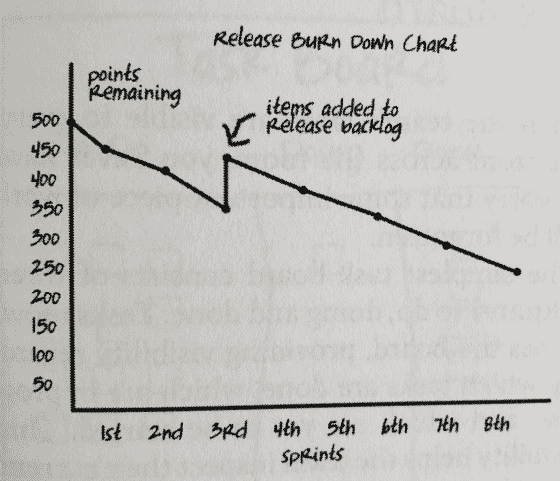 Release Burn Down Chart
points
Remaining
items added to
Release backlog
500
450
400
350
300
250
200
150
100
50
1st 2nd 3rd 4th 5th 6th 7th 8th
sprints